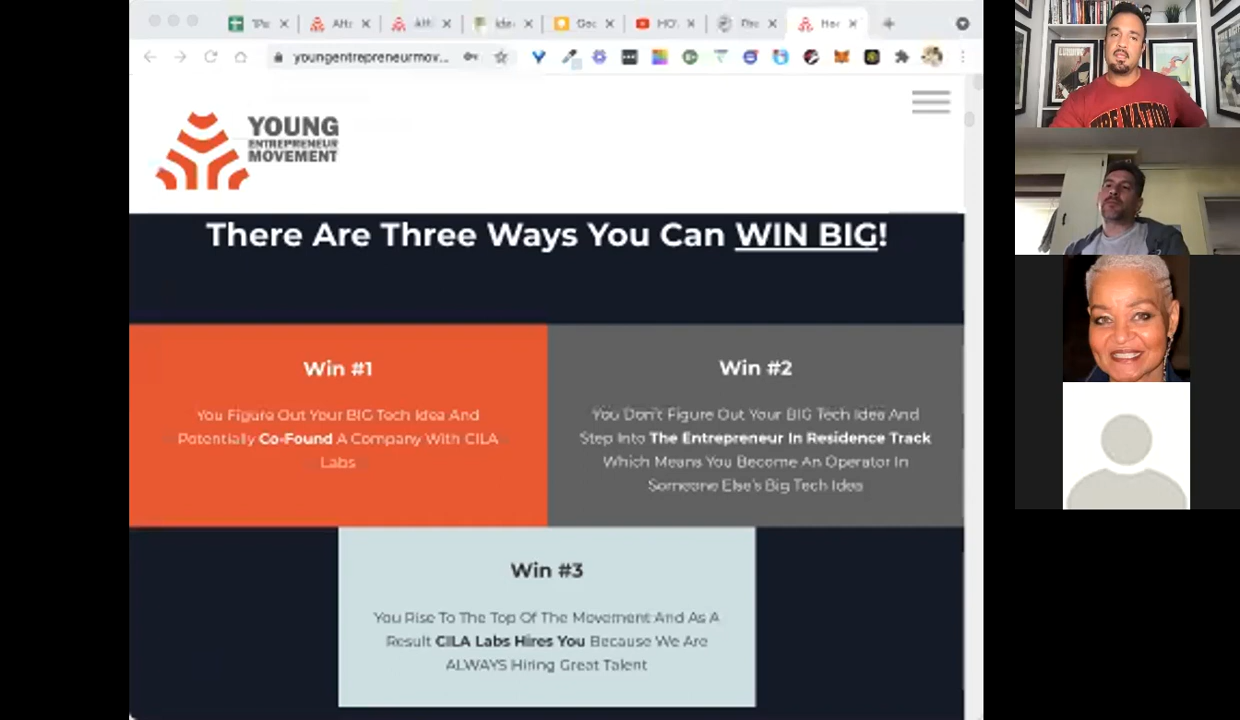 youngentrepreneurmov...
YOUNG
ENTREPRENEUR
MOVEMENT
There Are Three Ways You Can WIN BIG!
Win #1
You Figure Out Your BIG Tech Idea And
Potentially Co-Found A Company With CILA
Labs
Win #2
You Don't Figure Out Your BIG Tech Idea And
Step Into The Entrepreneur In Residence Track
Which Means You Become An Operator In
Someone Else's Big Tech Idea
Win #3
You Rise To The Top Of The Movement And As A
Result CILA Labs Hires You Because We Are
ALWAYS Hiring Great Talent